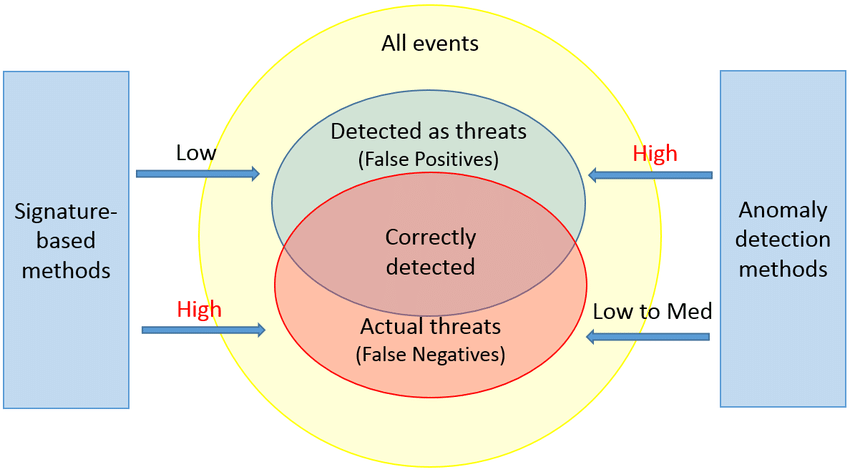 All events
Detected as threats
(False Positives)
Low
High
Signature-
based
methods
Correctly
detected
Anomaly
detection
methods
High
Low to Med
Actual threats
(False Negatives)